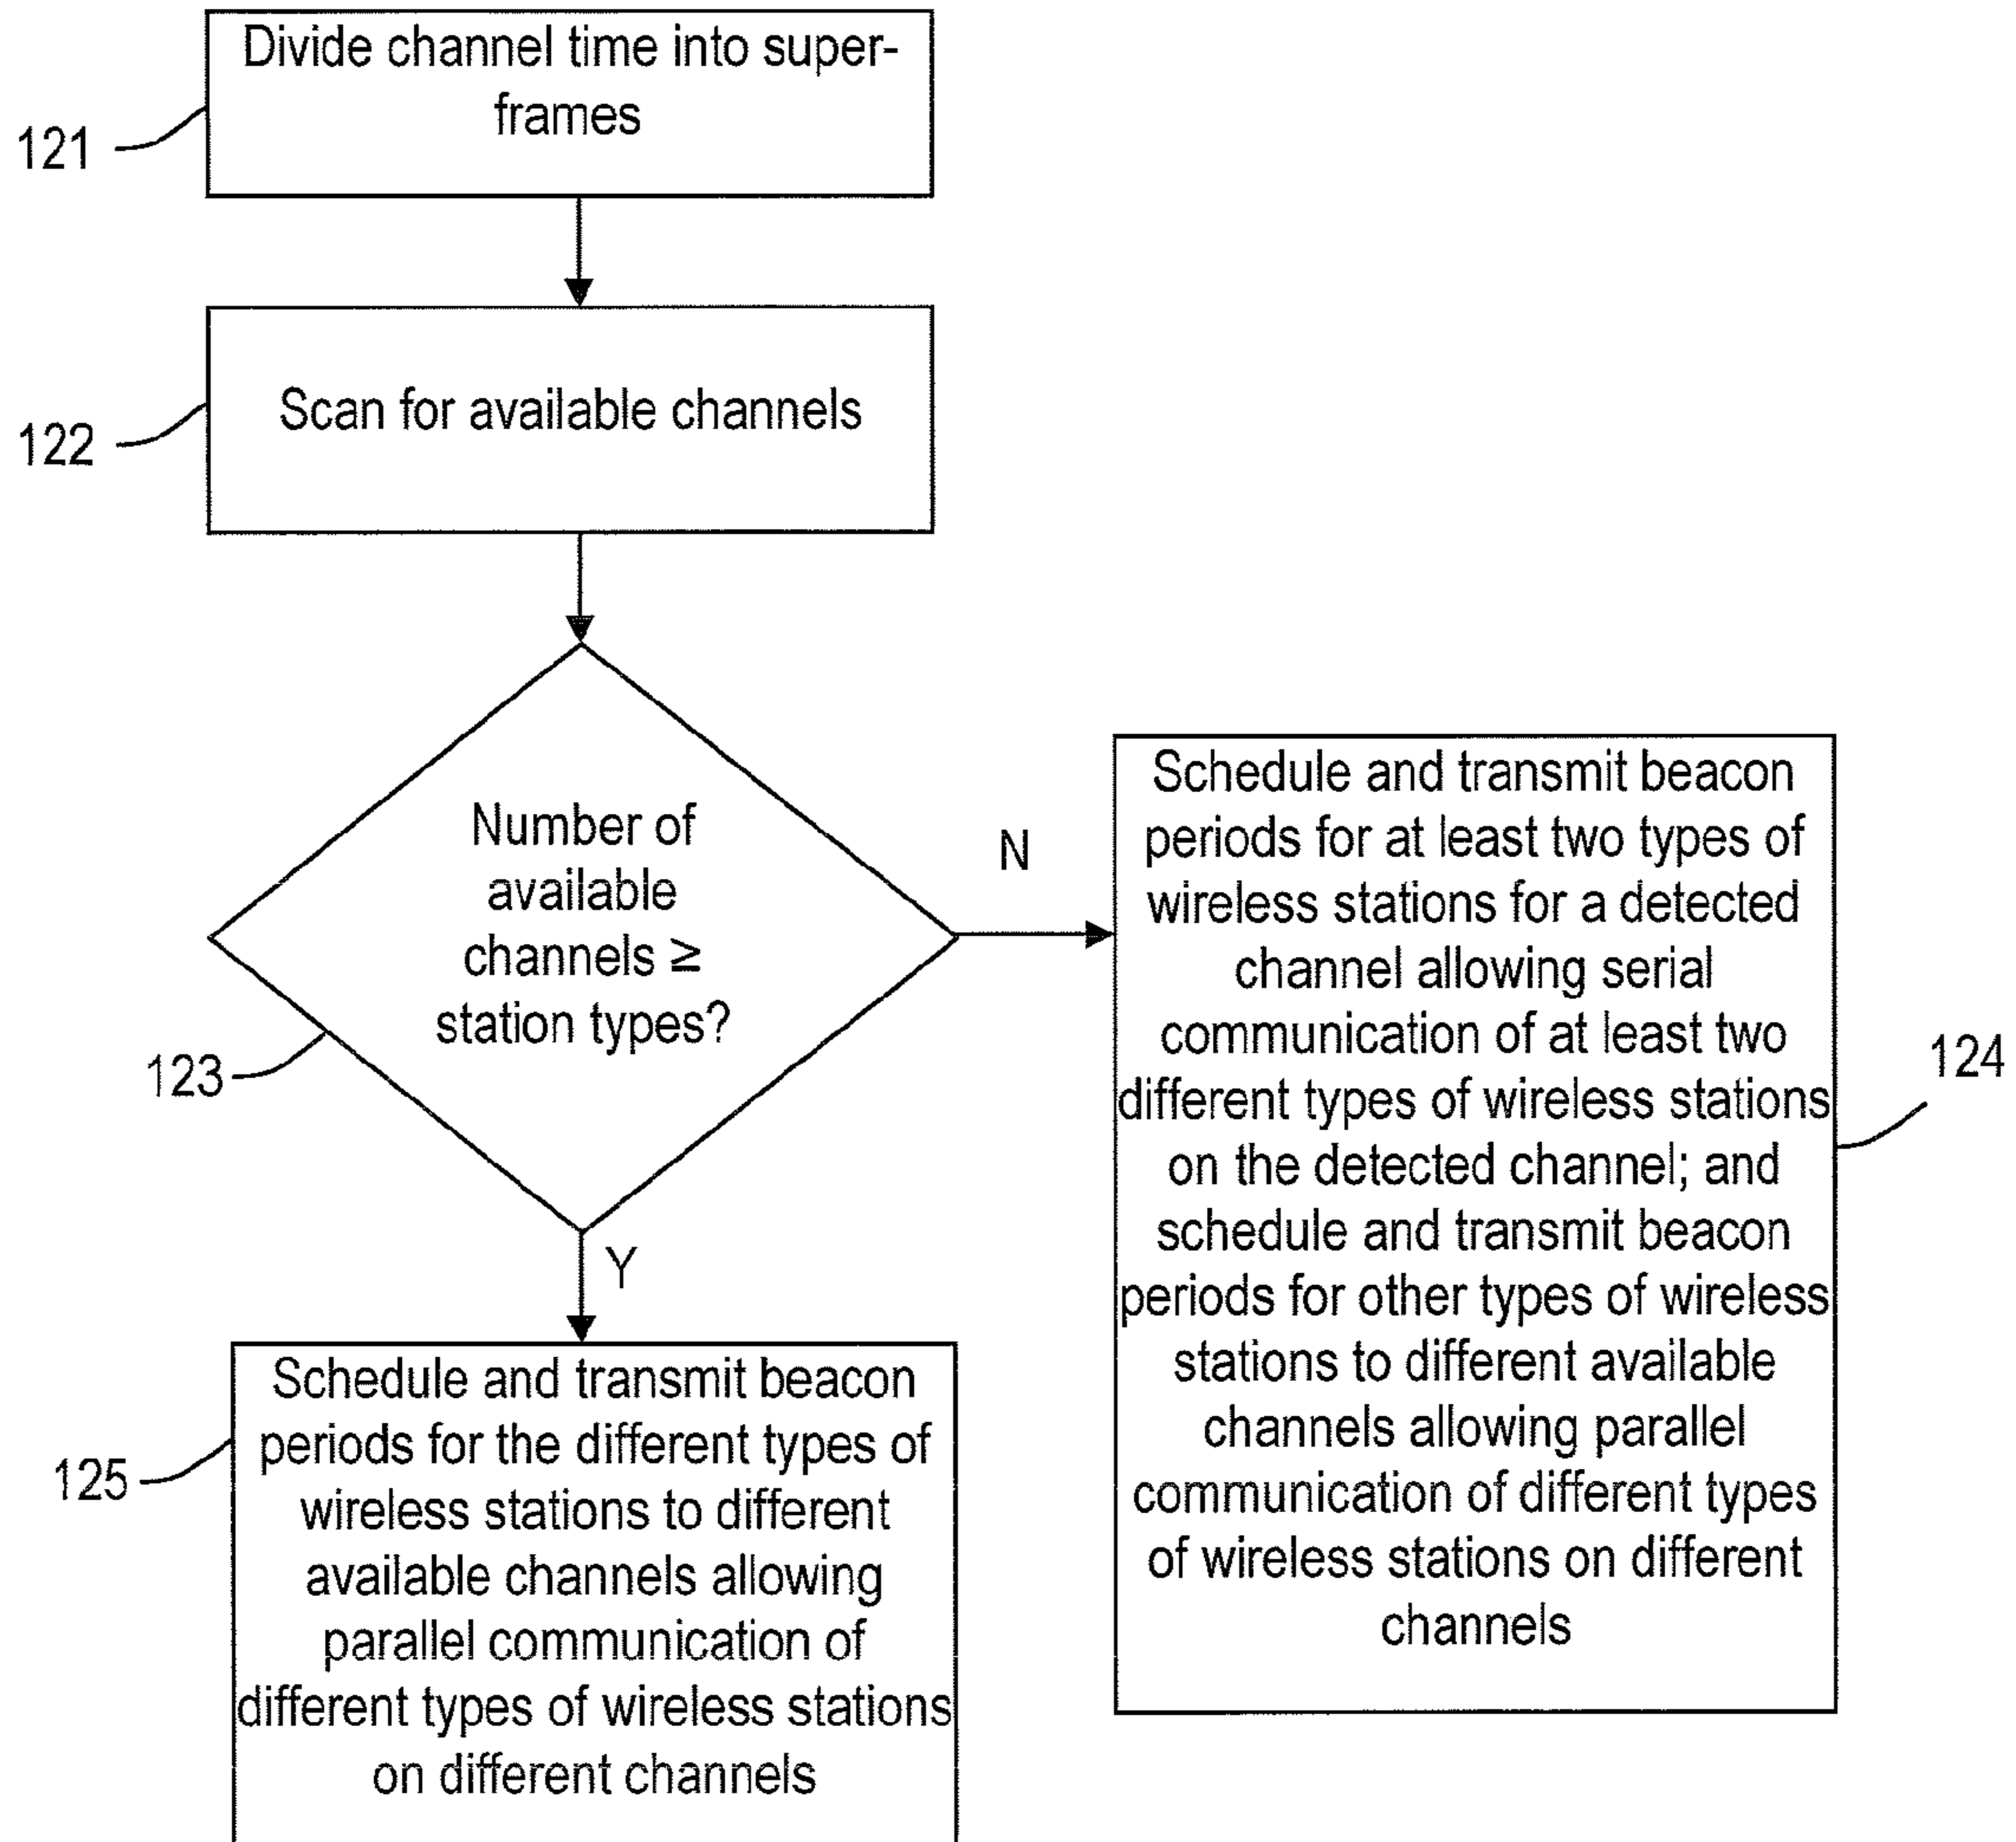 Divide channel time into super-
frames
121
Scan for available channels
122
Number of
available
channels ≥
station types?
123
N
Schedule and transmit beacon
periods for at least two types of
wireless stations for a detected
channel allowing serial
communication of at least two
different types of wireless stations
on the detected channel; and
schedule and transmit beacon
periods for other types of wireless
stations to different available
channels allowing parallel
communication of different types
of wireless stations on different
channels
124
Y
Schedule and transmit beacon
periods for the different types of
wireless stations to different
available channels allowing
parallel communication of
different types of wireless stations
on different channels
125